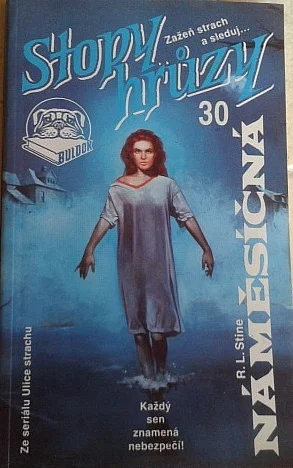 Zažeň strach
a sleduj...
Stopy
hrůzy
BULDOK
30
NÁMĚSÍČNÁ
R. L. Stine
Každý
sen
znamená
nebezpečí!
Ze seriálu Ulice strachu